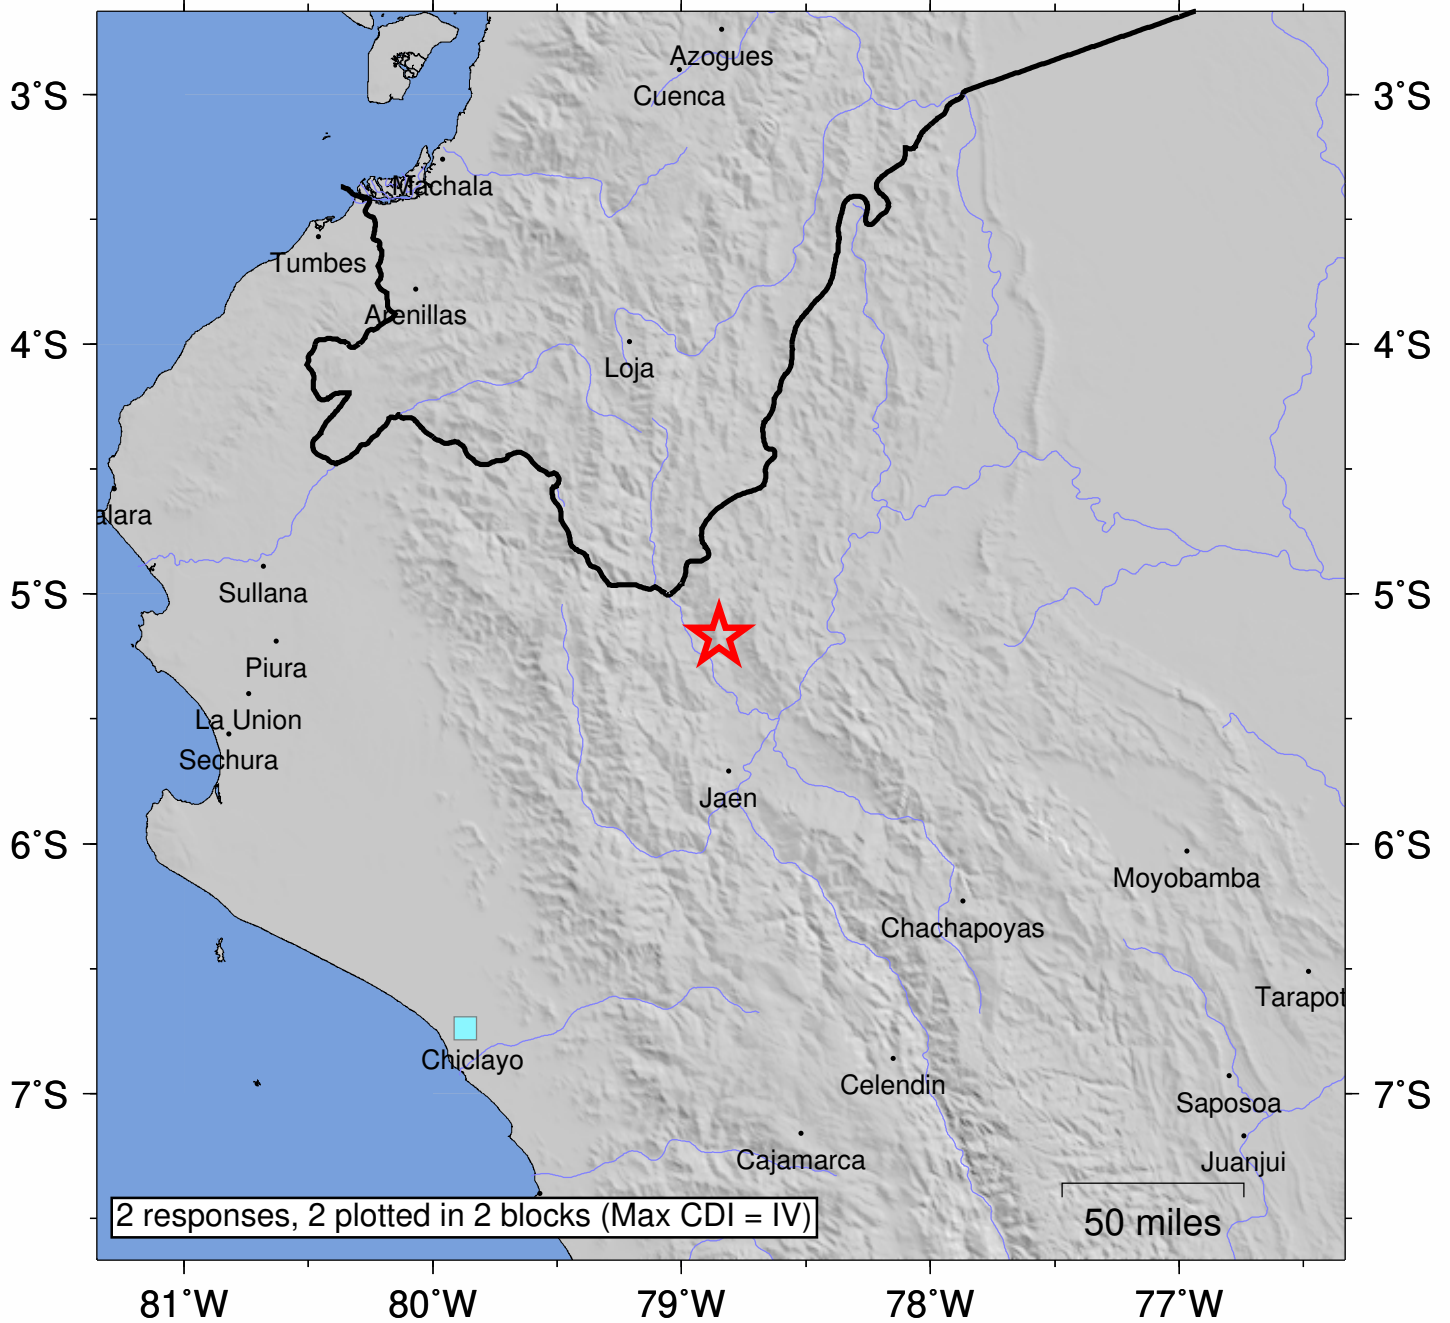 Azogues
3°S
3°S
Cuenca
Machala
Tumbes
Arenillas
4°S
4°S
Loja
alara
Sullana
5°S
5°S
Piura
La Union
Sechura
Jaen
6°S
6°S
Moyobamba
Chachapoyas
Tarapot
Chiclayo
Celendin
7°S
7°S
Saposoa
Cajamarca
Juanjui
2 responses, 2 plotted in 2 blocks (Max CDI = IV)
50 miles
81°W
80°W
79°W
78°W
77°W